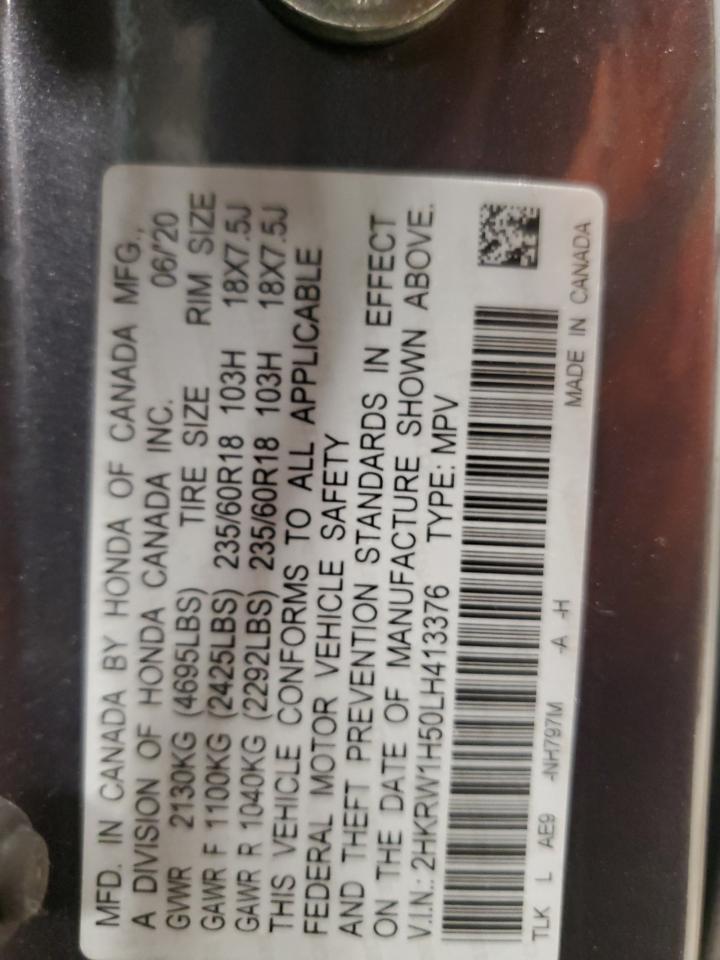 MFD. IN CANADA BY HONDA OF CANADA MFG.,
A DIVISION OF HONDA CANADA INC. 06/'20
GVWR 2130KG (4695LBS) TIRE SIZE RIM SIZE
GAWR F 1100KG (2425LBS) 235/60R18 103H 18X7.5J
GAWR R 1040KG (2292LBS) 235/60R18 103H 18X7.5J
THIS VEHICLE CONFORMS TO ALL APPLICABLE
FEDERAL MOTOR VEHICLE SAFETY
AND THEFT PREVENTION STANDARDS IN EFFECT
ON THE DATE OF MANUFACTURE SHOWN ABOVE.
V.I.N.: 2HKRW1H50LH413376 TYPE: MPV
TLK L AE9 -NH797M -A -H MADE IN CANADA